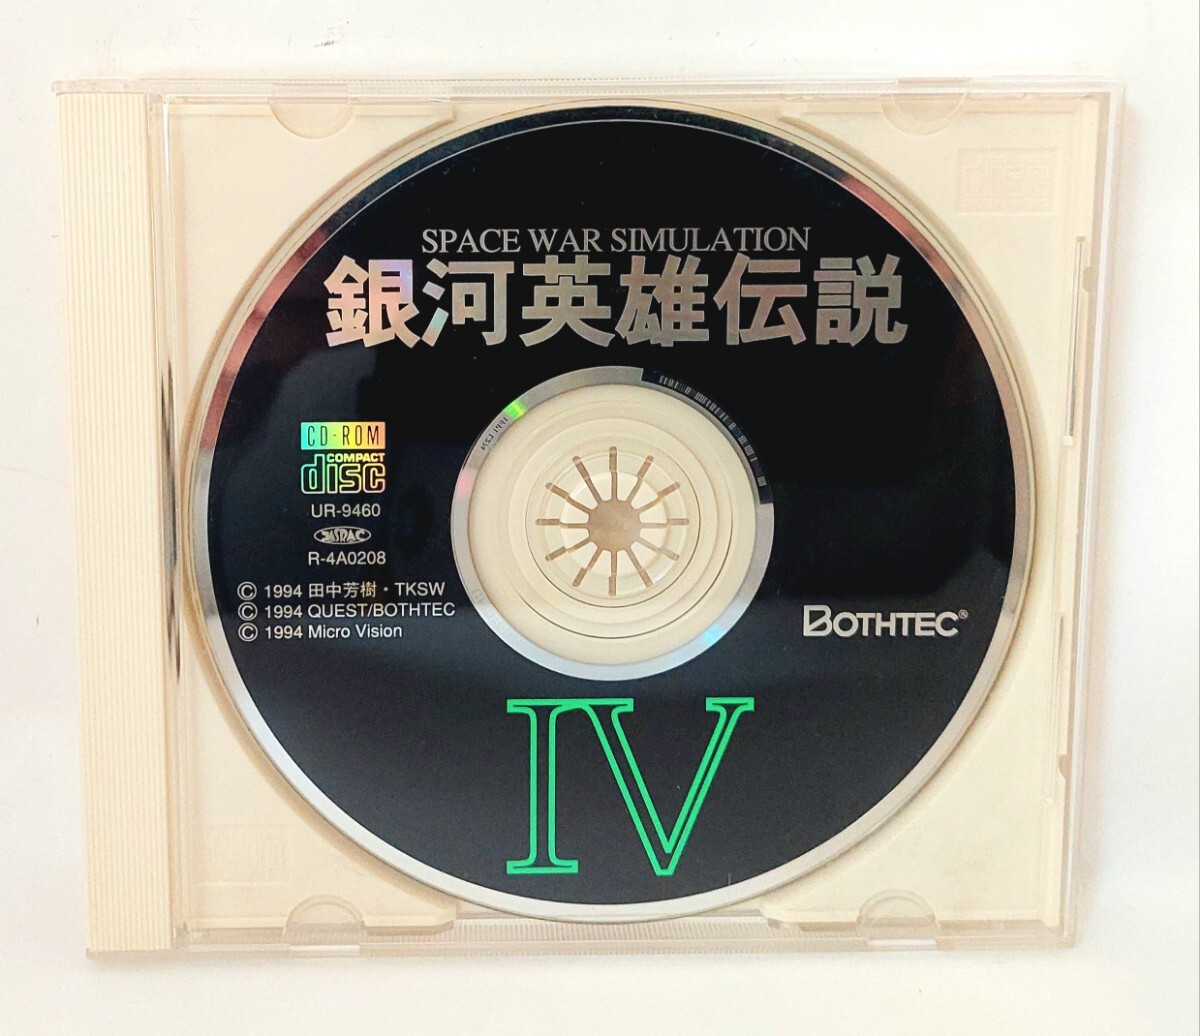 SPACE WAR SIMULATION
銀河英雄伝説
CD-ROM
COMPACT
disc
UR-9460
JASRAC
R-4A0208
© 1994 田中芳樹・TKSW
© 1994 QUEST/BOTHTEC
© 1994 Micro Vision
BOTHTEC®
IV